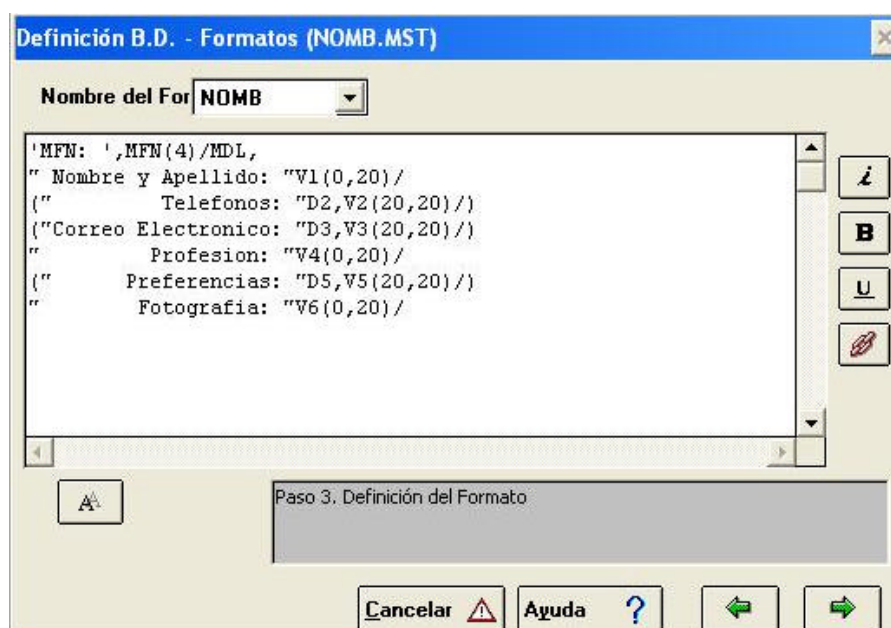 Definición B.D. - Formatos (NOMB.MST)
Nombre del For NOMB
'MFN: ',MFN(4)/MDL,
" Nombre y Apellido: "V1(0,20)/
("          Telefonos: "D2,V2(20,20)/)
("Correo Electronico: "D3,V3(20,20)/)
"          Profesion: "V4(0,20)/
("       Preferencias: "D5,V5(20,20)/)
"         Fotografia: "V6(0,20)/
i
B
U
AA
Paso 3. Definición del Formato
Cancelar
Ayuda ?